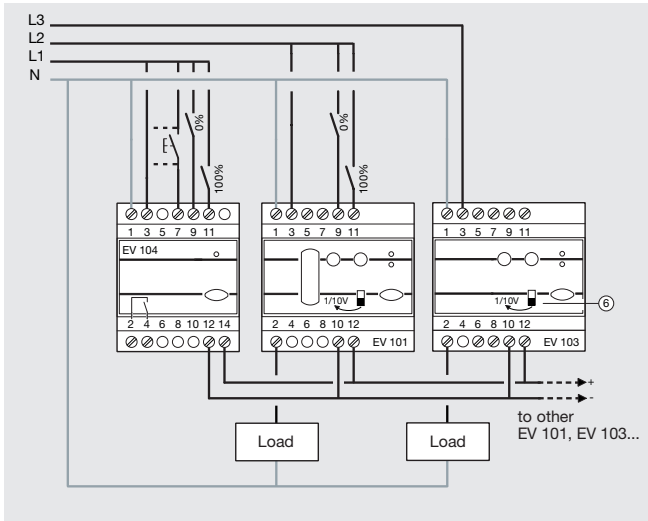 L3
L2
L1
N
E
0%
100%
0%
100%
1 3 5 7 9 11
1 3 5 7 9 11
1 3 5 7 9 11
EV 104
1/10V
1/10V
6
2 4 6 8 10 12 14
2 4 6 8 10 12
2 4 6 8 10 12
EV 101
EV 103
+
-
to other
EV 101, EV 103...
Load
Load